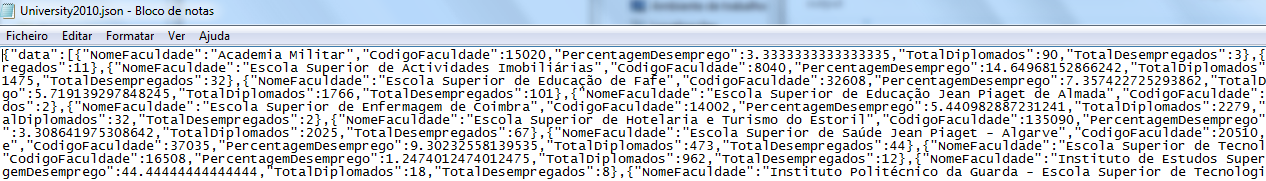 University2010.json - Bloco de notas
Ficheiro Editar Formatar Ver Ajuda
{"data":[{"NomeFaculdade":"Academia Militar","CodigoFaculdade":15020,"PercentagemDesemprego":3.3333333333333335,"TotalDiplomados":90,"TotalDesempregados":3},{
regados":11},{"NomeFaculdade":"Escola Superior de Actividades Imobiliárias","CodigoFaculdade":8040,"PercentagemDesemprego":14.64968152866242,"TotalDiplomados"
1475,"TotalDesempregados":32},{"NomeFaculdade":"Escola Superior de Educação de Fafe","CodigoFaculdade":32608,"PercentagemDesemprego":7.357422725293862,"TotalD
go":5.719139297848245,"TotalDiplomados":1766,"TotalDesempregados":101},{"NomeFaculdade":"Escola Superior de Educação Jean Piaget de Almada","CodigoFaculdade":
s":2},{"NomeFaculdade":"Escola Superior de Enfermagem de Coimbra","CodigoFaculdade":14002,"PercentagemDesemprego":5.440982887231241,"TotalDiplomados":2279,"
alDiplomados":32,"TotalDesempregados":2},{"NomeFaculdade":"Escola Superior de Hotelaria e Turismo do Estoril","CodigoFaculdade":135090,"PercentagemDesemprego"
":3.308641975308642,"TotalDiplomados":2025,"TotalDesempregados":67},{"NomeFaculdade":"Escola Superior de Saúde Jean Piaget - Algarve","CodigoFaculdade":20510,
e","CodigoFaculdade":37035,"PercentagemDesemprego":9.30232558139535,"TotalDiplomados":473,"TotalDesempregados":44},{"NomeFaculdade":"Escola Superior de Tecnol
"CodigoFaculdade":16508,"PercentagemDesemprego":1.2474012474012475,"TotalDiplomados":962,"TotalDesempregados":12},{"NomeFaculdade":"Instituto de Estudos Super
gemDesemprego":44.44444444444444,"TotalDiplomados":18,"TotalDesempregados":8},{"NomeFaculdade":"Instituto Politécnico da Guarda - Escola Superior de Tecnologi